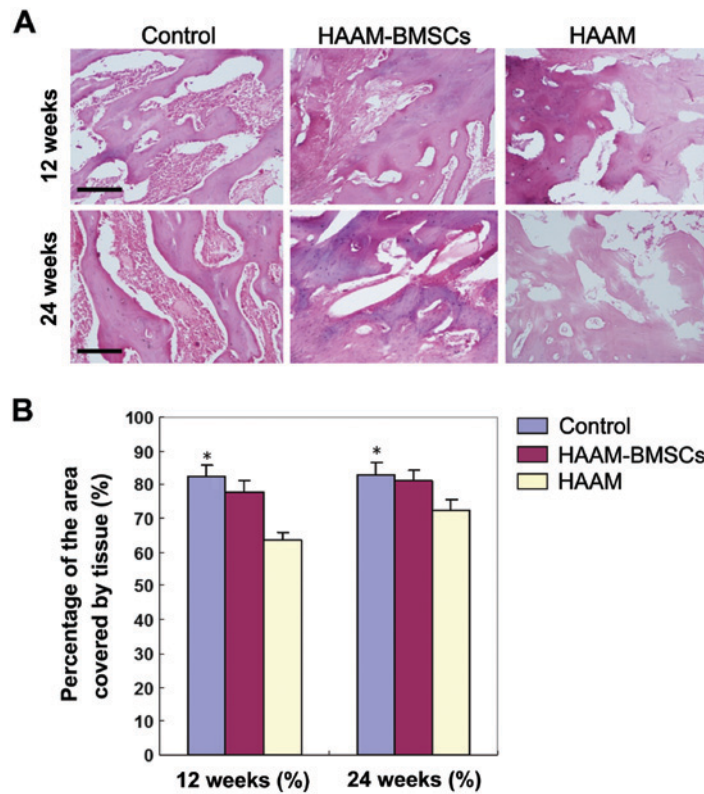 A
Control
HAAM-BMSCs
HAAM
12 weeks
24 weeks
B
100
90
80
70
60
50
40
30
20
10
0
Percentage of the area
covered by tissue (%)
*
*
12 weeks (%)
24 weeks (%)
Control
HAAM-BMSCs
HAAM